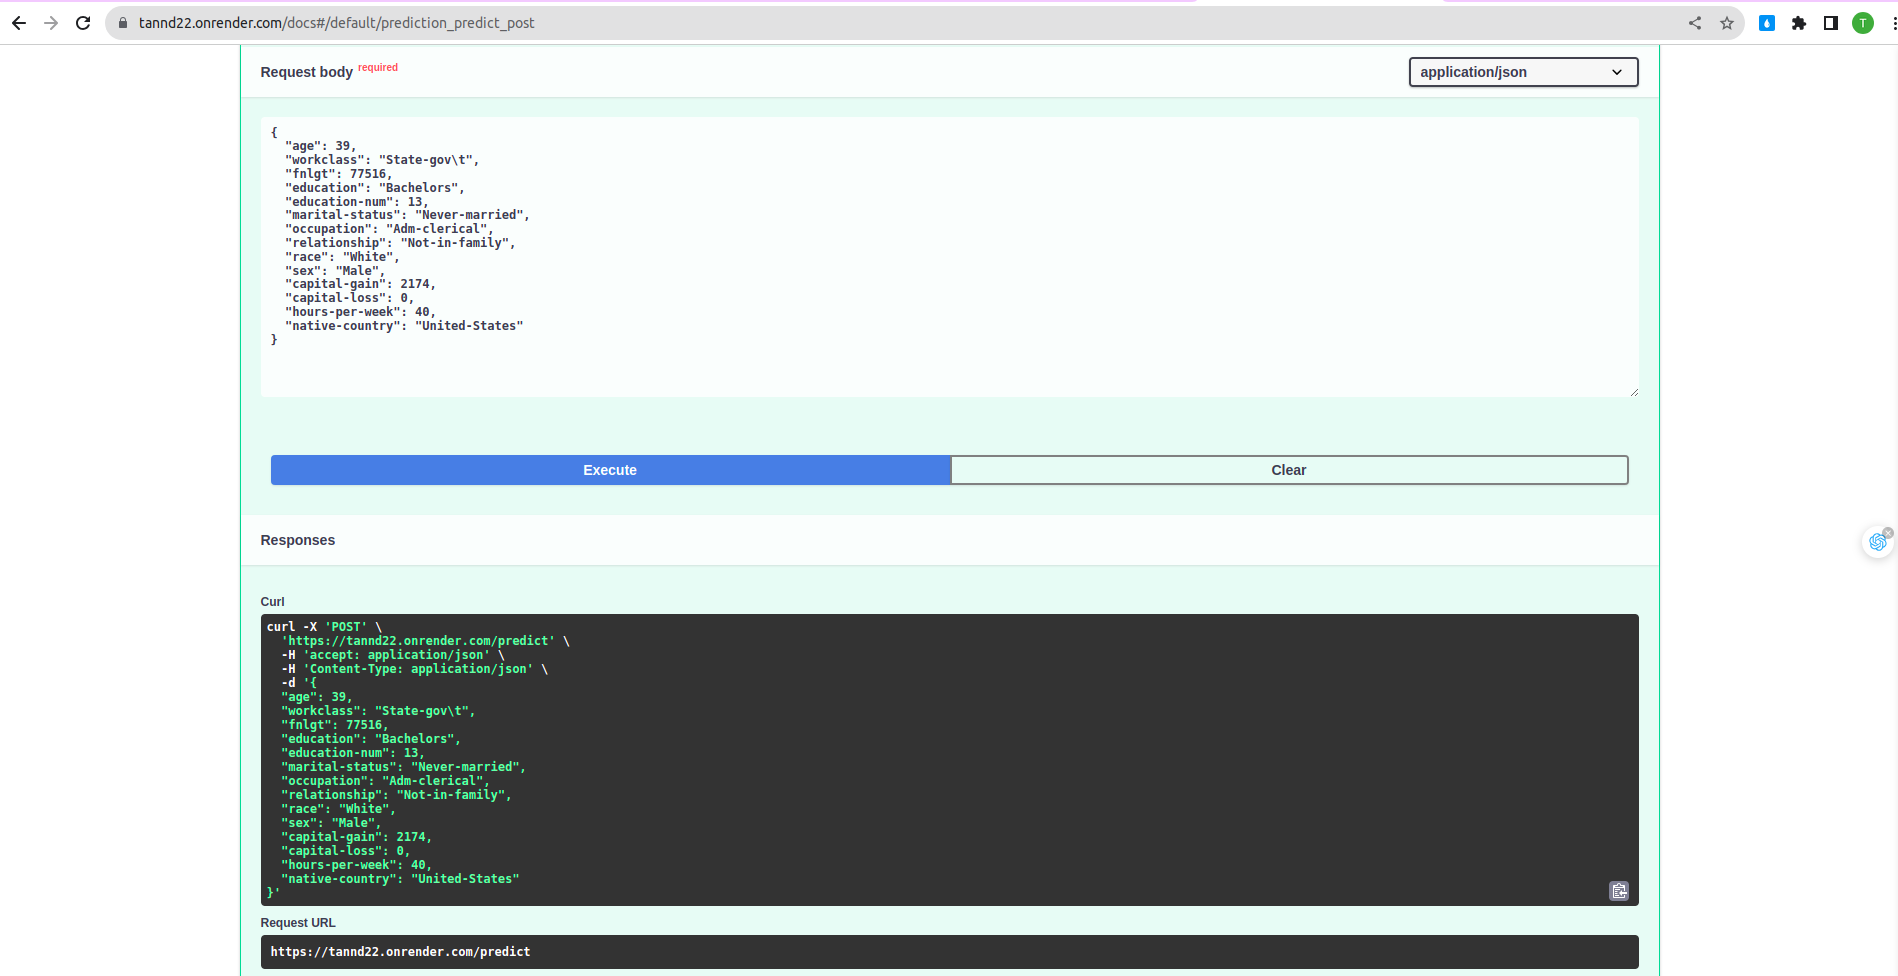 tannd22.onrender.com/docs#/default/prediction_predict_post
T
Request body required
application/json
{
  "age": 39,
  "workclass": "State-gov\t",
  "fnlgt": 77516,
  "education": "Bachelors",
  "education-num": 13,
  "marital-status": "Never-married",
  "occupation": "Adm-clerical",
  "relationship": "Not-in-family",
  "race": "White",
  "sex": "Male",
  "capital-gain": 2174,
  "capital-loss": 0,
  "hours-per-week": 40,
  "native-country": "United-States"
}
Execute
Clear
Responses
Curl
curl -X 'POST' \
  'https://tannd22.onrender.com/predict' \
  -H 'accept: application/json' \
  -H 'Content-Type: application/json' \
  -d '{
  "age": 39,
  "workclass": "State-gov\t",
  "fnlgt": 77516,
  "education": "Bachelors",
  "education-num": 13,
  "marital-status": "Never-married",
  "occupation": "Adm-clerical",
  "relationship": "Not-in-family",
  "race": "White",
  "sex": "Male",
  "capital-gain": 2174,
  "capital-loss": 0,
  "hours-per-week": 40,
  "native-country": "United-States"
}'
Request URL
https://tannd22.onrender.com/predict